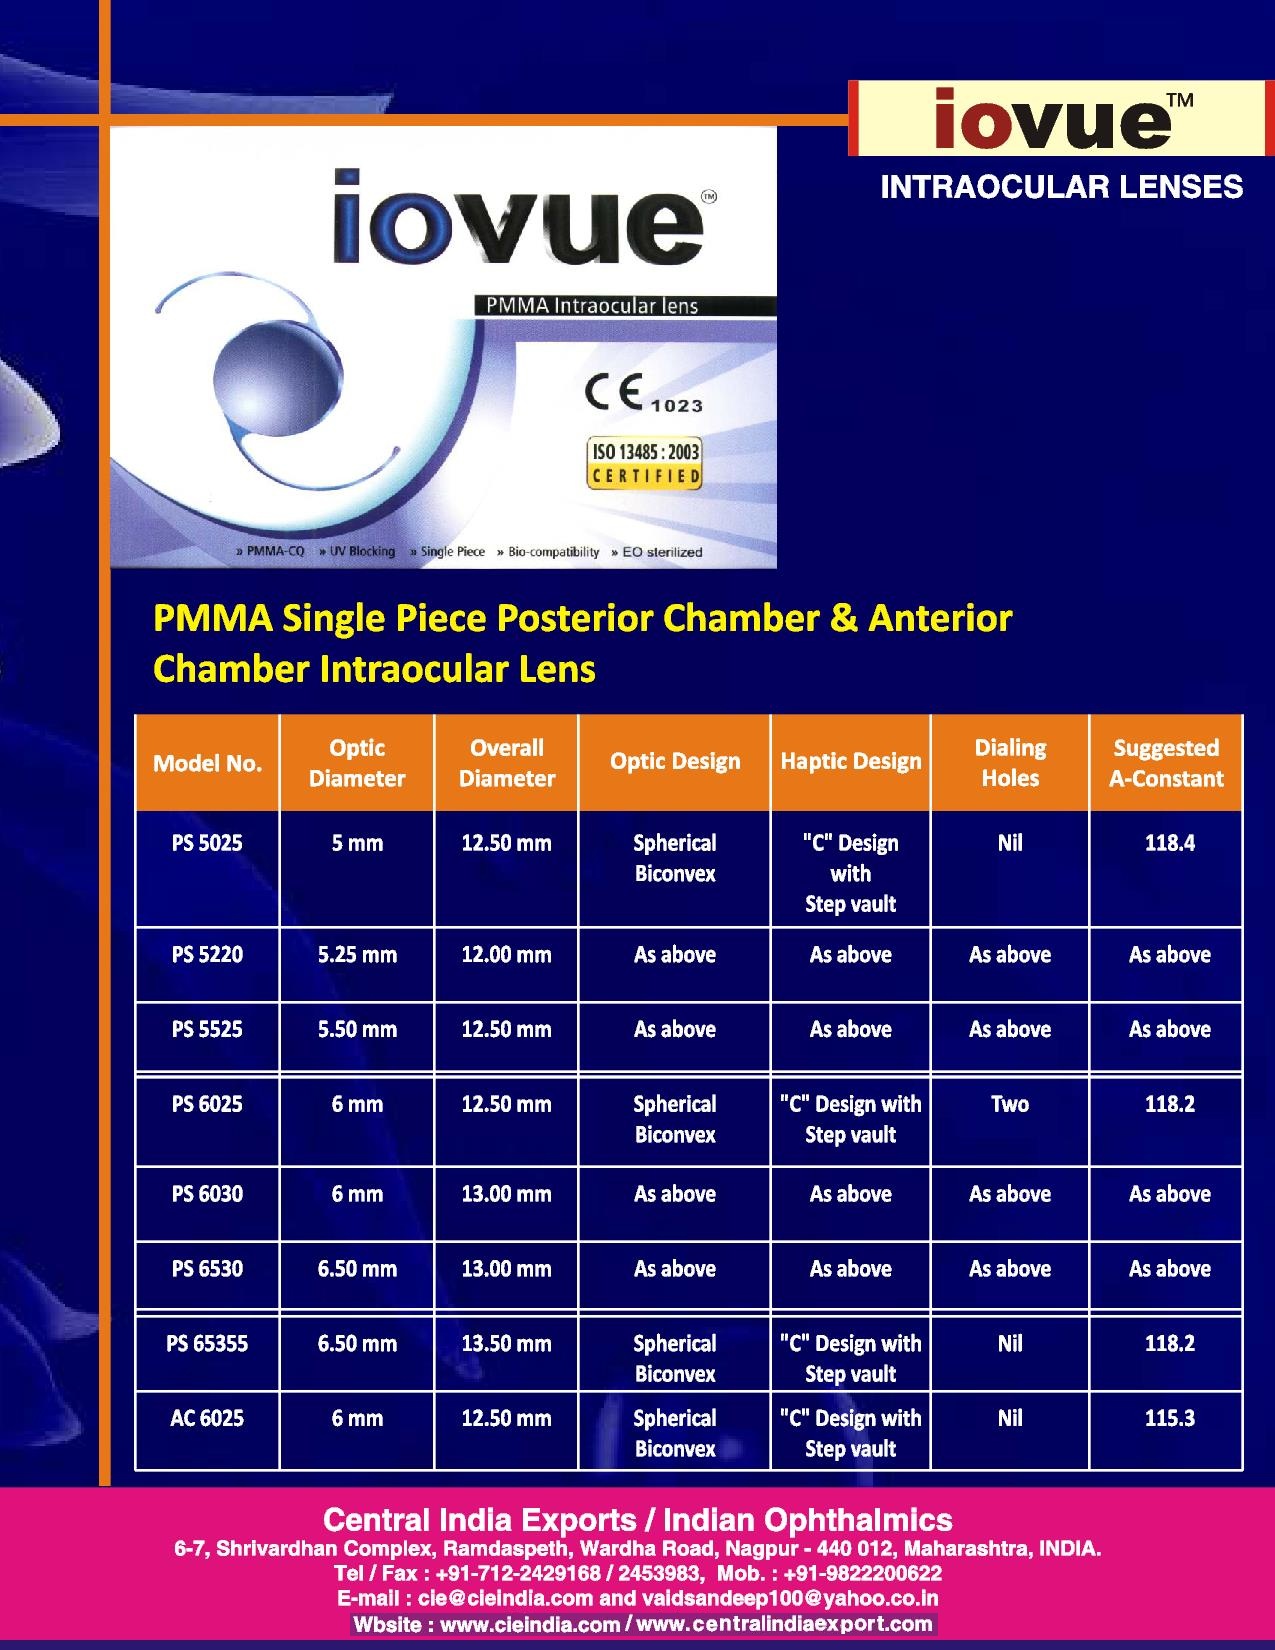 iovue™
INTRAOCULAR LENSES
iovue™
PMMA Intraocular lens
CE 1023
ISO 13485 : 2003
CERTIFIED
» PMMA-CQ » UV Blocking » Single Piece » Bio-compatibility » EO sterilized
PMMA Single Piece Posterior Chamber & Anterior
Chamber Intraocular Lens
Model No. Optic Diameter Overall Diameter Optic Design Haptic Design Dialing Holes Suggested A-Constant
PS 5025 5 mm 12.50 mm Spherical Biconvex "C" Design with Step vault Nil 118.4
PS 5220 5.25 mm 12.00 mm As above As above As above As above
PS 5525 5.50 mm 12.50 mm As above As above As above As above
PS 6025 6 mm 12.50 mm Spherical Biconvex "C" Design with Step vault Two 118.2
PS 6030 6 mm 13.00 mm As above As above As above As above
PS 6530 6.50 mm 13.00 mm As above As above As above As above
PS 65355 6.50 mm 13.50 mm Spherical Biconvex "C" Design with Step vault Nil 118.2
AC 6025 6 mm 12.50 mm Spherical Biconvex "C" Design with Step vault Nil 115.3
Central India Exports / Indian Ophthalmics
6-7, Shrivardhan Complex, Ramdaspeth, Wardha Road, Nagpur - 440 012, Maharashtra, INDIA.
Tel / Fax : +91-712-2429168 / 2453983, Mob. : +91-9822200622
E-mail : cie@cieindia.com and vaidsandeep100@yahoo.co.in
Wbsite : www.cieindia.com / www.centralindiaexport.com